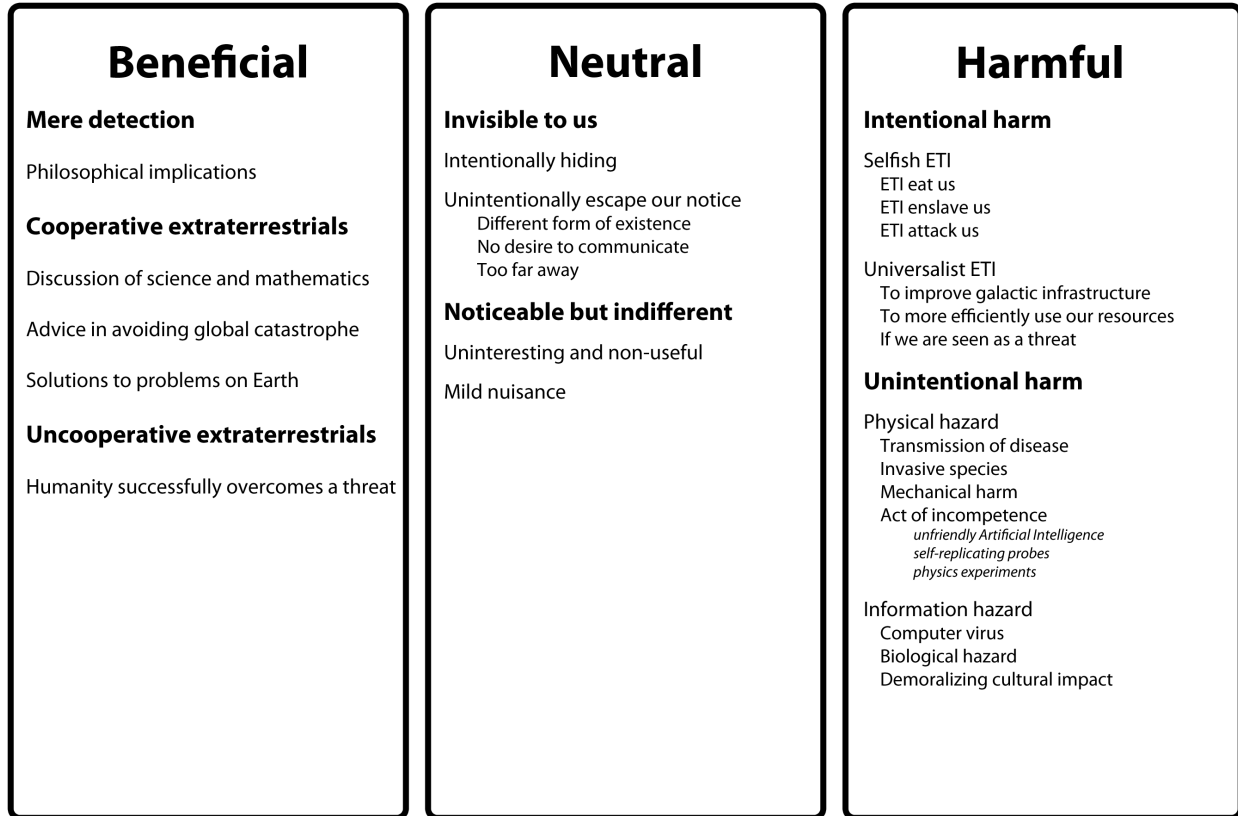 Beneficial
Mere detection
Philosophical implications
Cooperative extraterrestrials
Discussion of science and mathematics
Advice in avoiding global catastrophe
Solutions to problems on Earth
Uncooperative extraterrestrials
Humanity successfully overcomes a threat
Neutral
Invisible to us
Intentionally hiding
Unintentionally escape our notice
Different form of existence
No desire to communicate
Too far away
Noticeable but indifferent
Uninteresting and non-useful
Mild nuisance
Harmful
Intentional harm
Selfish ETI
ETI eat us
ETI enslave us
ETI attack us
Universalist ETI
To improve galactic infrastructure
To more efficiently use our resources
If we are seen as a threat
Unintentional harm
Physical hazard
Transmission of disease
Invasive species
Mechanical harm
Act of incompetence
unfriendly Artificial Intelligence
self-replicating probes
physics experiments
Information hazard
Computer virus
Biological hazard
Demoralizing cultural impact